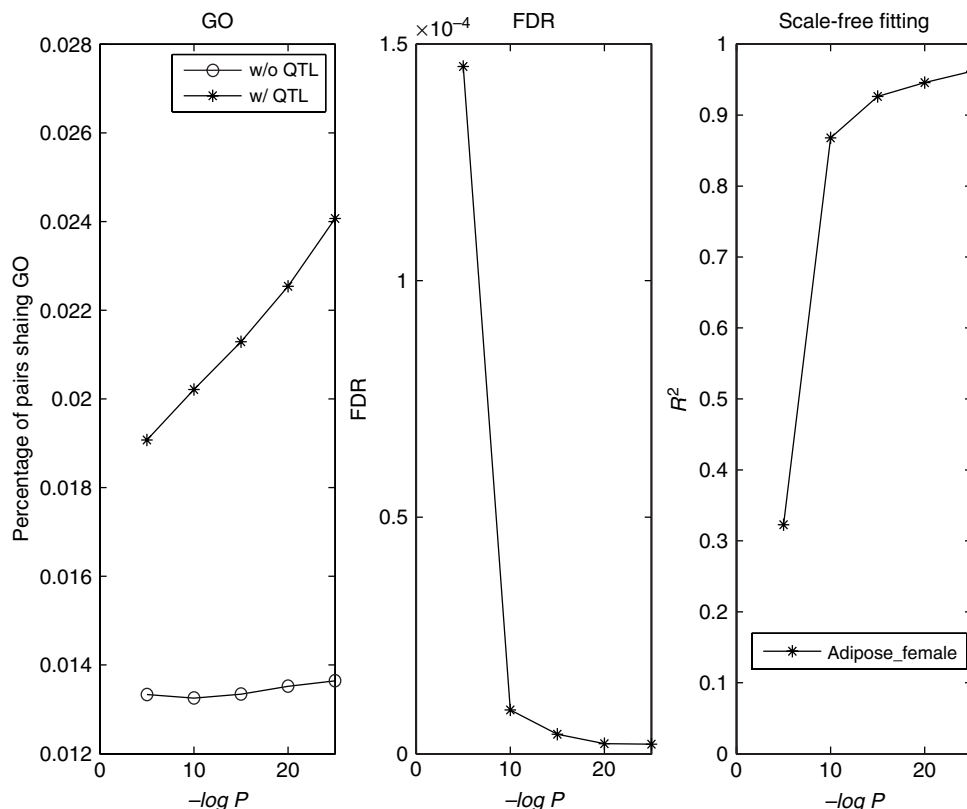 GO
0.028
0.026
0.024
0.022
0.02
0.018
0.016
0.014
0.012
Percentage of pairs shaing GO
w/o QTL
w/ QTL
0
10
20
–log P
FDR
×10⁻⁴
1.5
1
0.5
0
FDR
0
10
20
–log P
Scale-free fitting
1
0.9
0.8
0.7
0.6
0.5
0.4
0.3
0.2
0.1
0
R²
Adipose_female
0
10
20
–log P